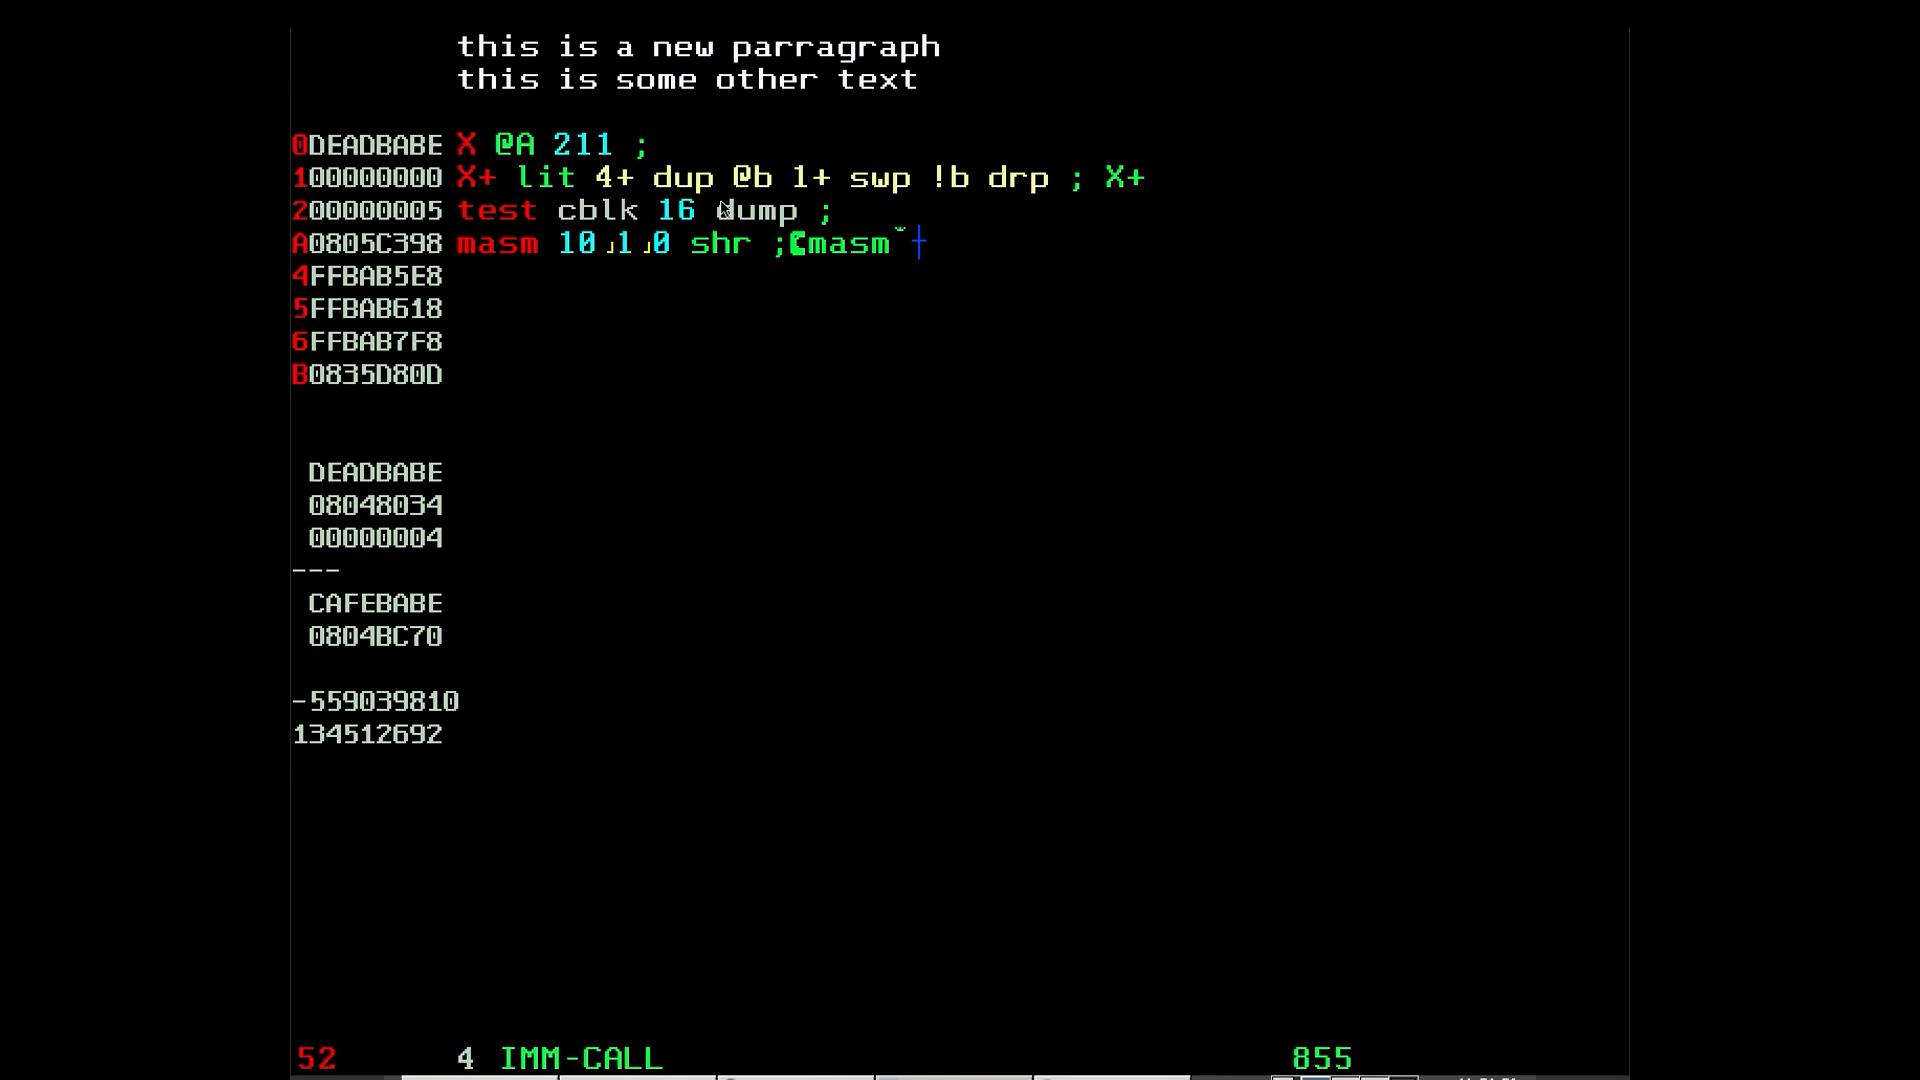 this is a new parragraph
this is some other text
0DEADBABE X @A 211 ;
100000000 X+ lit 4+ dup @b 1+ swp !b drp ; X+
200000005 test cblk 16 dump ;
A0805C398 masm 10 1 0 shr ; masm
4FFBAB5E8
5FFBAB618
6FFBAB7F8
B0835D80D
DEADBABE
08048034
00000004
---
CAFEBABE
0804BC70
-559039810
134512692
52 4 IMM-CALL 855